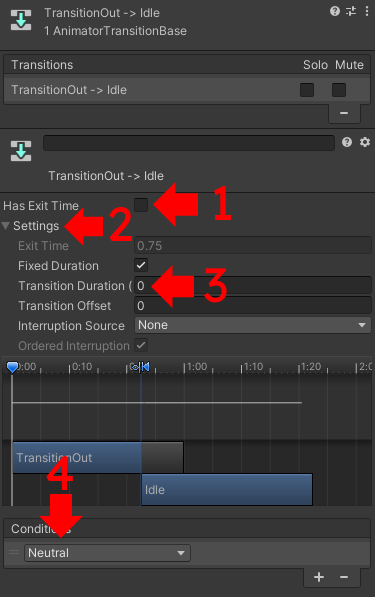 TransitionOut -> Idle
1 AnimatorTransitionBase
Transitions Solo Mute
TransitionOut -> Idle
TransitionOut -> Idle
Has Exit Time 1
Settings 2
Exit Time 0.75
Fixed Duration
Transition Duration ( 0 3
Transition Offset 0
Interruption Source None
Ordered Interruption
0:00 0:10 0:20 1:00 1:10 1:20 2:0
TransitionOut
Idle
4
Conditions
Neutral